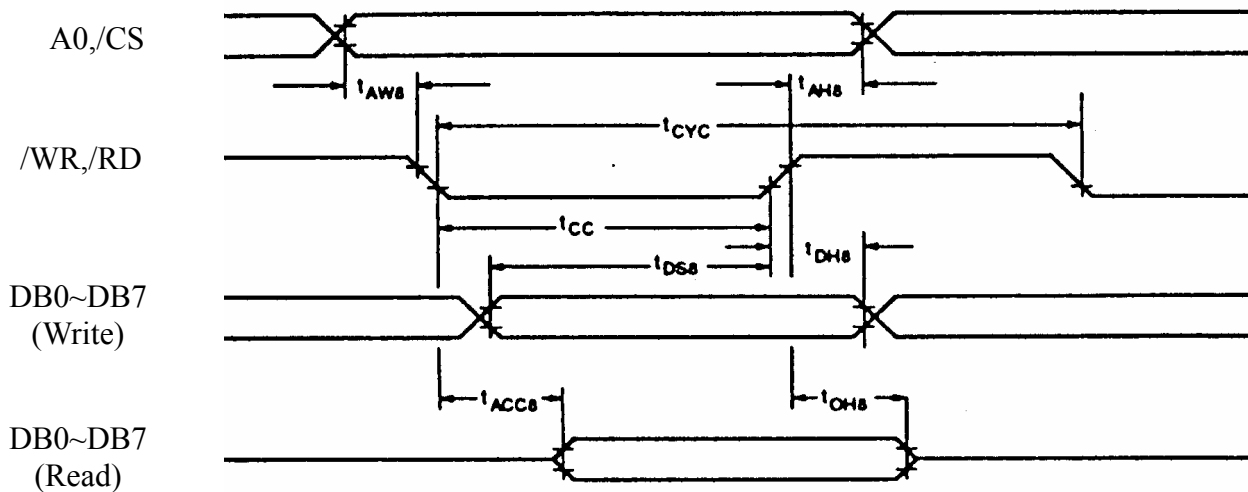 A0,/CS
tAW8
tAH8
tCYC
/WR,/RD
tCC
tDH8
tDS8
DB0~DB7
(Write)
tACC8
tOH8
DB0~DB7
(Read)